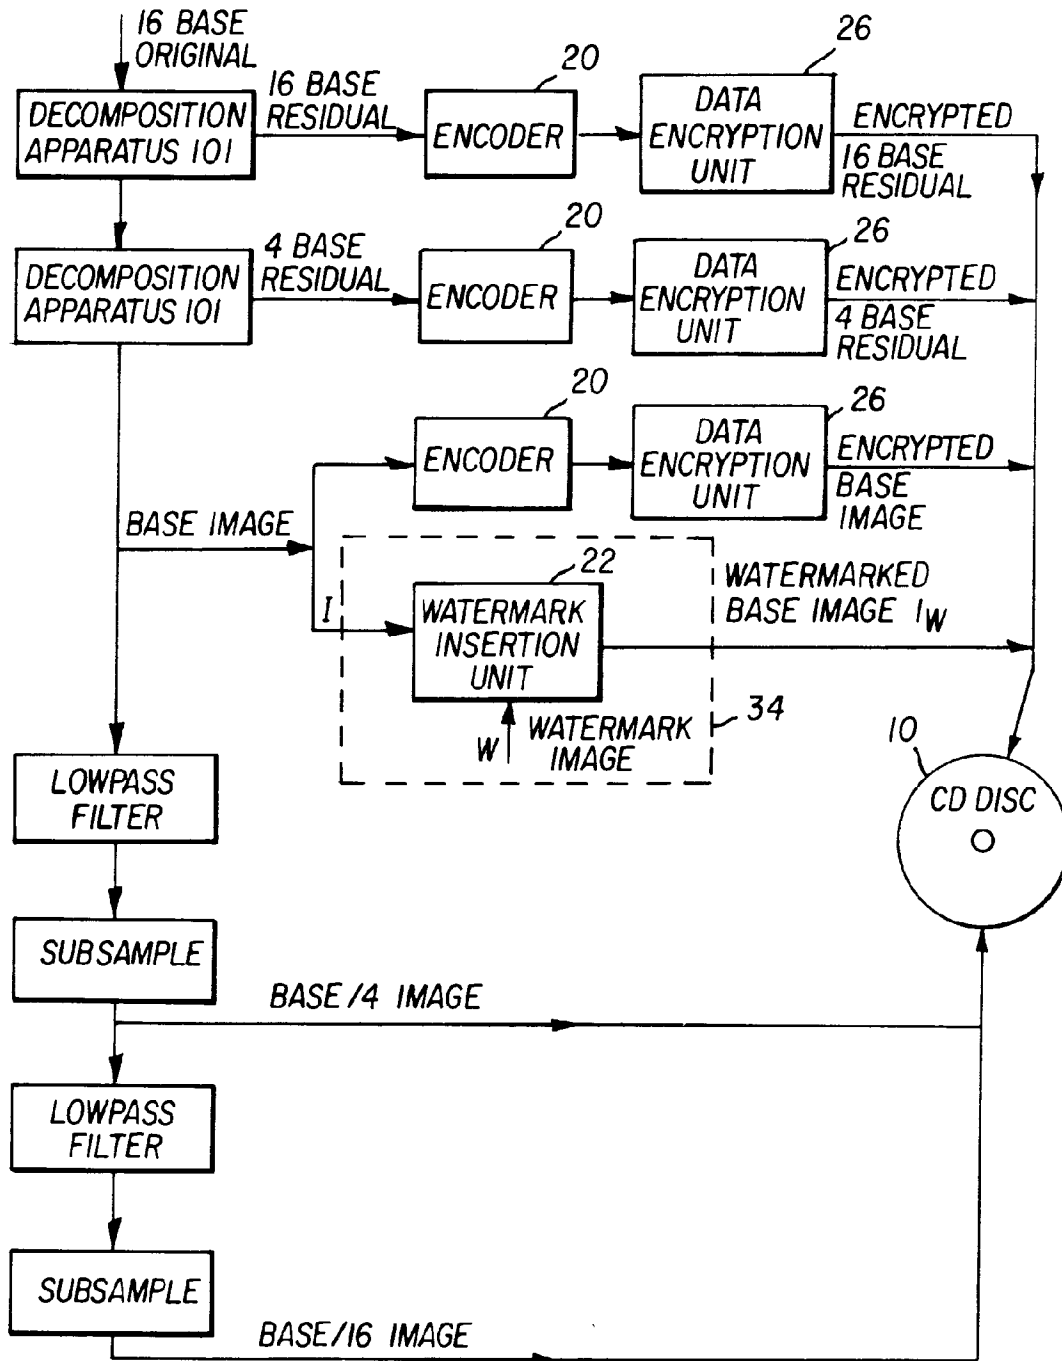 16 BASE
ORIGINAL
DECOMPOSITION
APPARATUS 101
16 BASE
RESIDUAL
20
ENCODER
26
DATA
ENCRYPTION
UNIT
ENCRYPTED
16 BASE
RESIDUAL
DECOMPOSITION
APPARATUS 101
4 BASE
RESIDUAL
20
ENCODER
26
DATA
ENCRYPTION
UNIT
ENCRYPTED
4 BASE
RESIDUAL
20
ENCODER
26
DATA
ENCRYPTION
UNIT
ENCRYPTED
BASE
IMAGE
BASE IMAGE
I
22
WATERMARK
INSERTION
UNIT
W
WATERMARK
IMAGE
34
WATERMARKED
BASE IMAGE IW
10
CD DISC
LOWPASS
FILTER
SUBSAMPLE
BASE/4 IMAGE
LOWPASS
FILTER
SUBSAMPLE
BASE/16 IMAGE